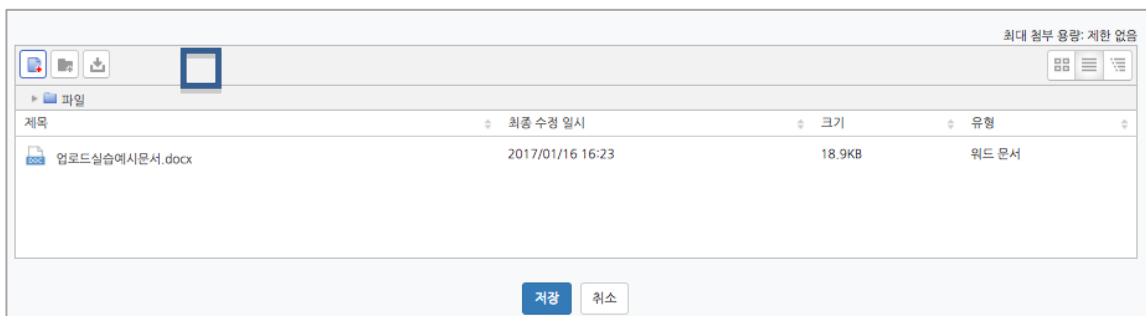 최대 첨부 용량: 제한 없음
파일
제목 최종 수정 일시 크기 유형
DOC 업로드실습예시문서.docx 2017/01/16 16:23 18.9KB 워드 문서
저장 취소